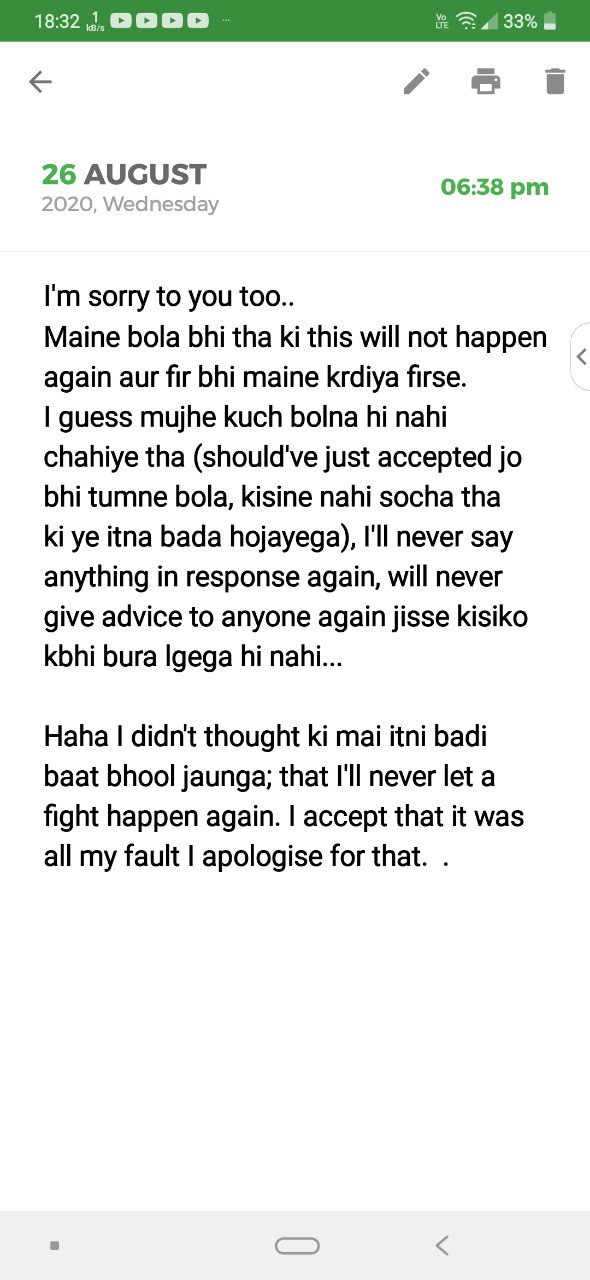 18:32 1 kB/s ... Vo LTE 33%
26 AUGUST
2020, Wednesday
06:38 pm
I'm sorry to you too..
Maine bola bhi tha ki this will not happen
again aur fir bhi maine krdiya firse.
I guess mujhe kuch bolna hi nahi
chahiye tha (should've just accepted jo
bhi tumne bola, kisine nahi socha tha
ki ye itna bada hojayega), I'll never say
anything in response again, will never
give advice to anyone again jisse kisiko
kbhi bura lgega hi nahi...
Haha I didn't thought ki mai itni badi
baat bhool jaunga; that I'll never let a
fight happen again. I accept that it was
all my fault I apologise for that.  .